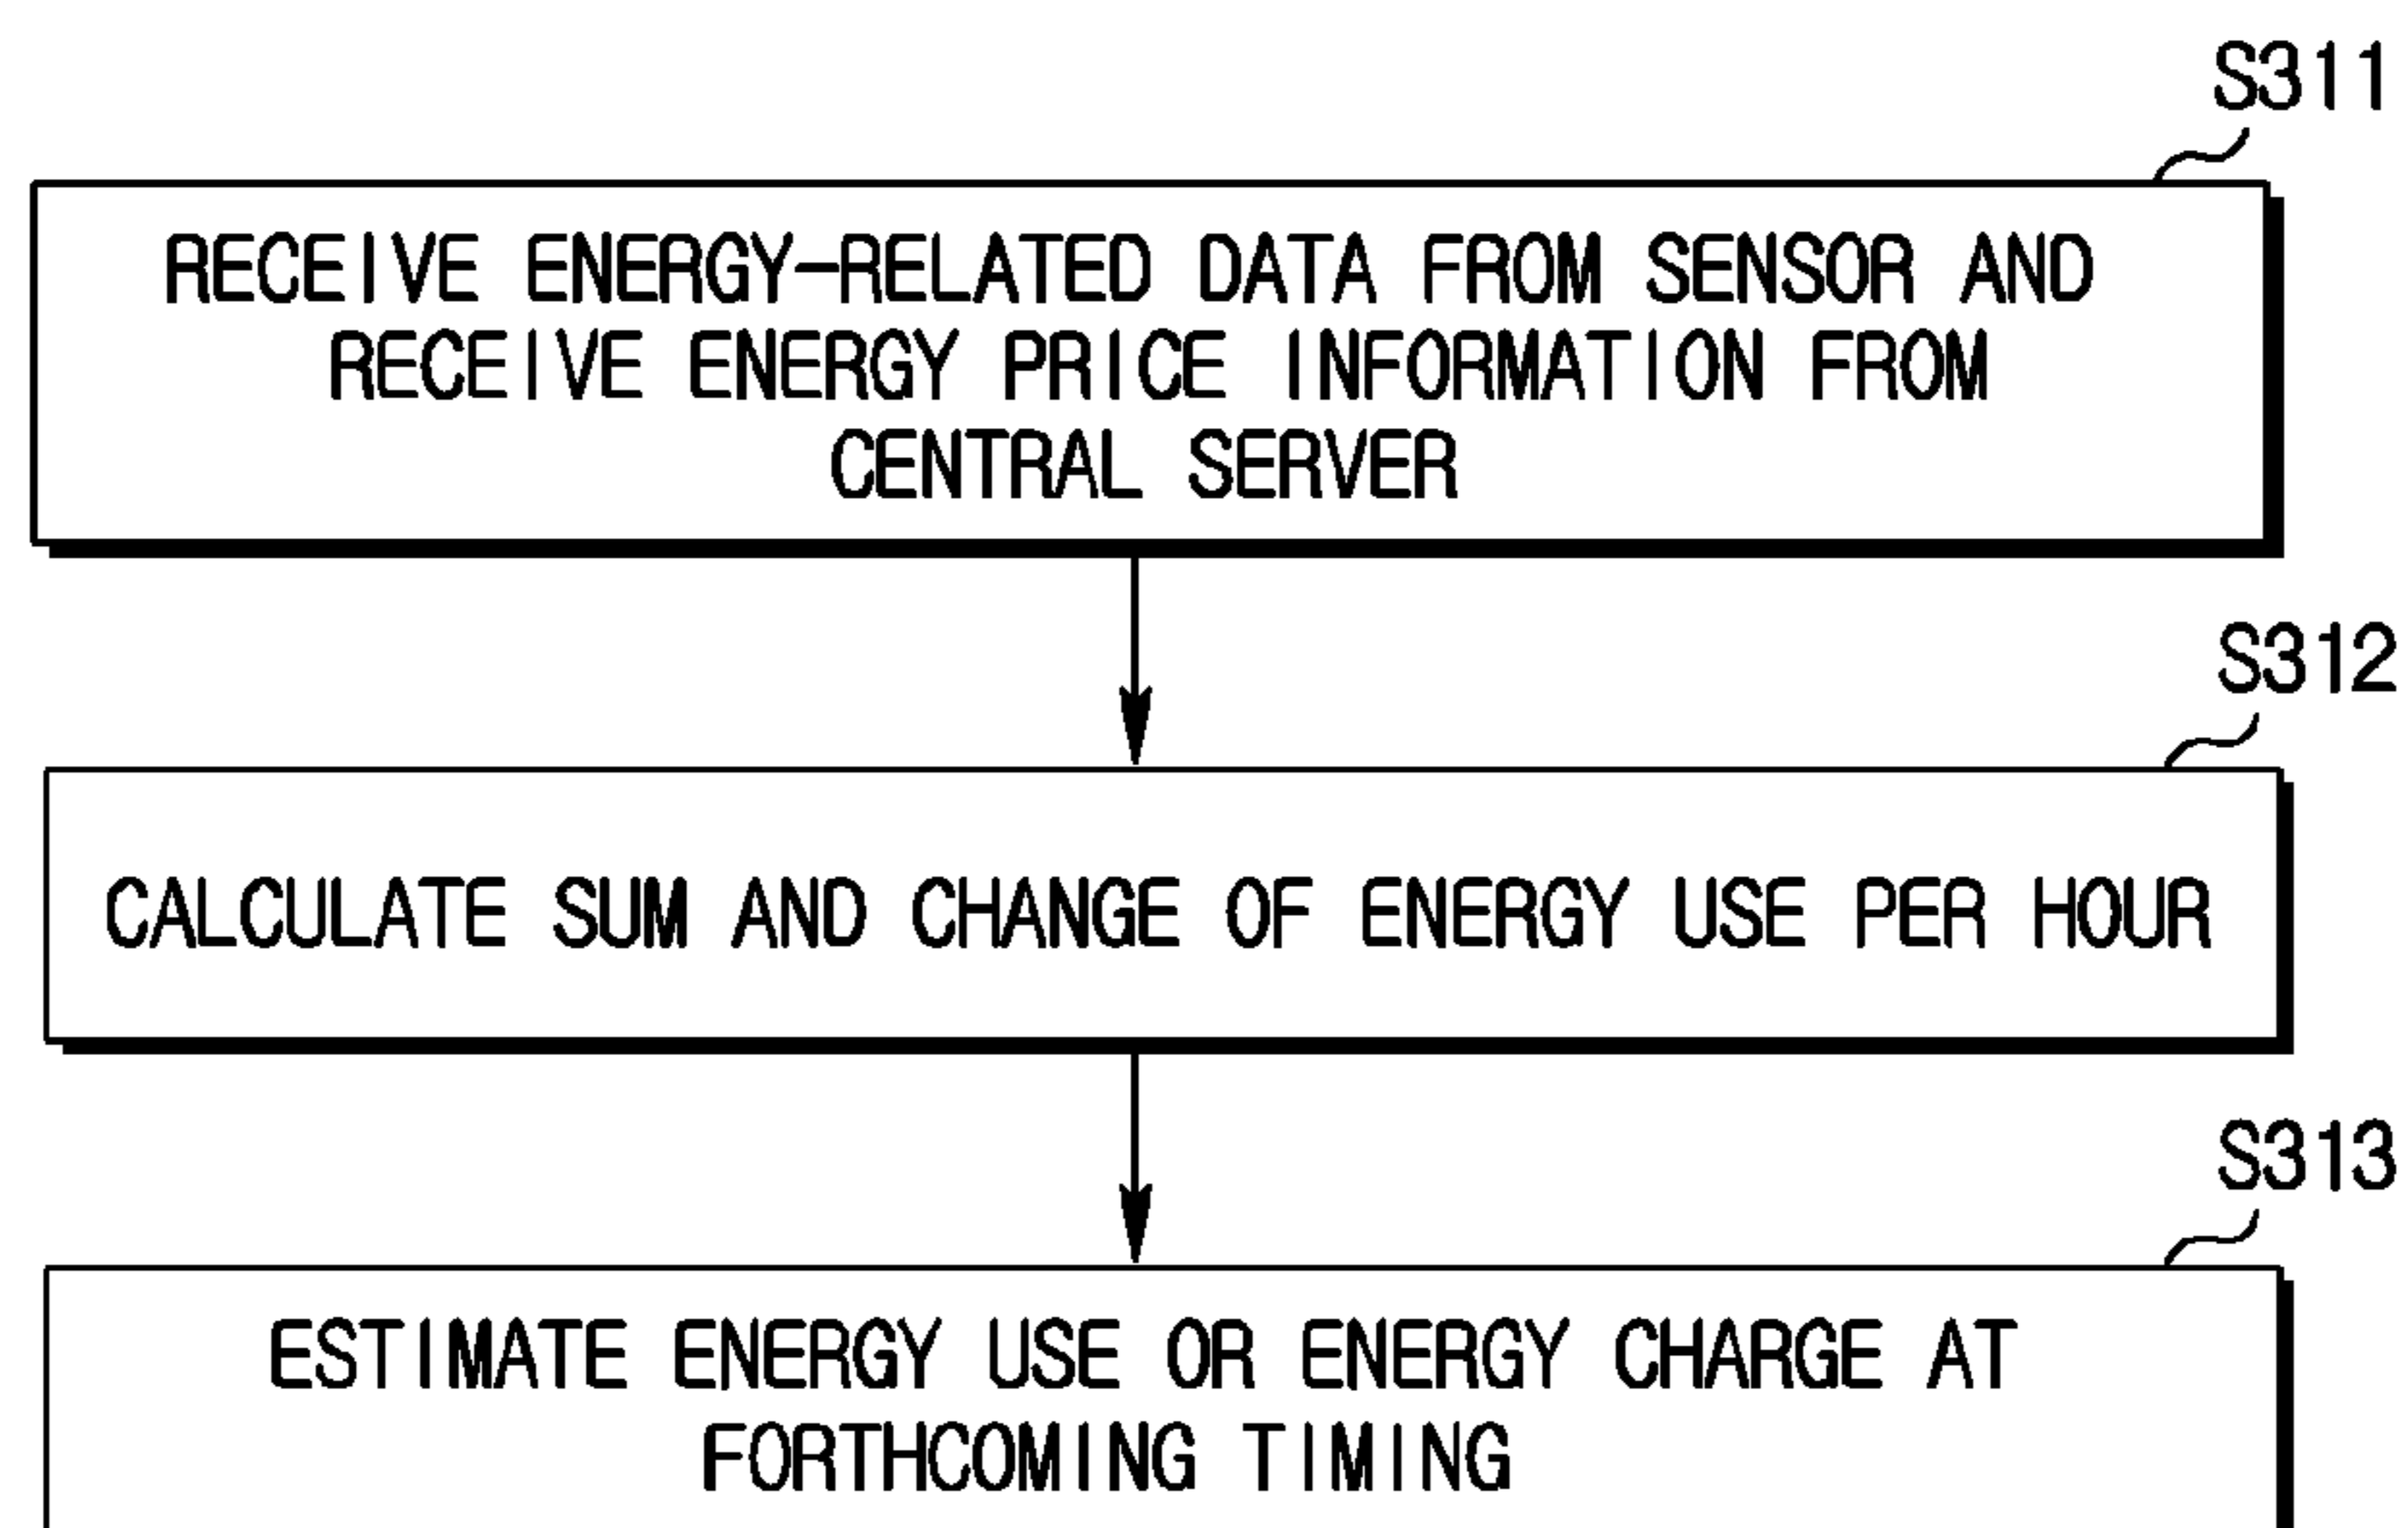 S311
RECEIVE ENERGY-RELATED DATA FROM SENSOR AND
RECEIVE ENERGY PRICE INFORMATION FROM
CENTRAL SERVER
S312
CALCULATE SUM AND CHANGE OF ENERGY USE PER HOUR
S313
ESTIMATE ENERGY USE OR ENERGY CHARGE AT
FORTHCOMING TIMING